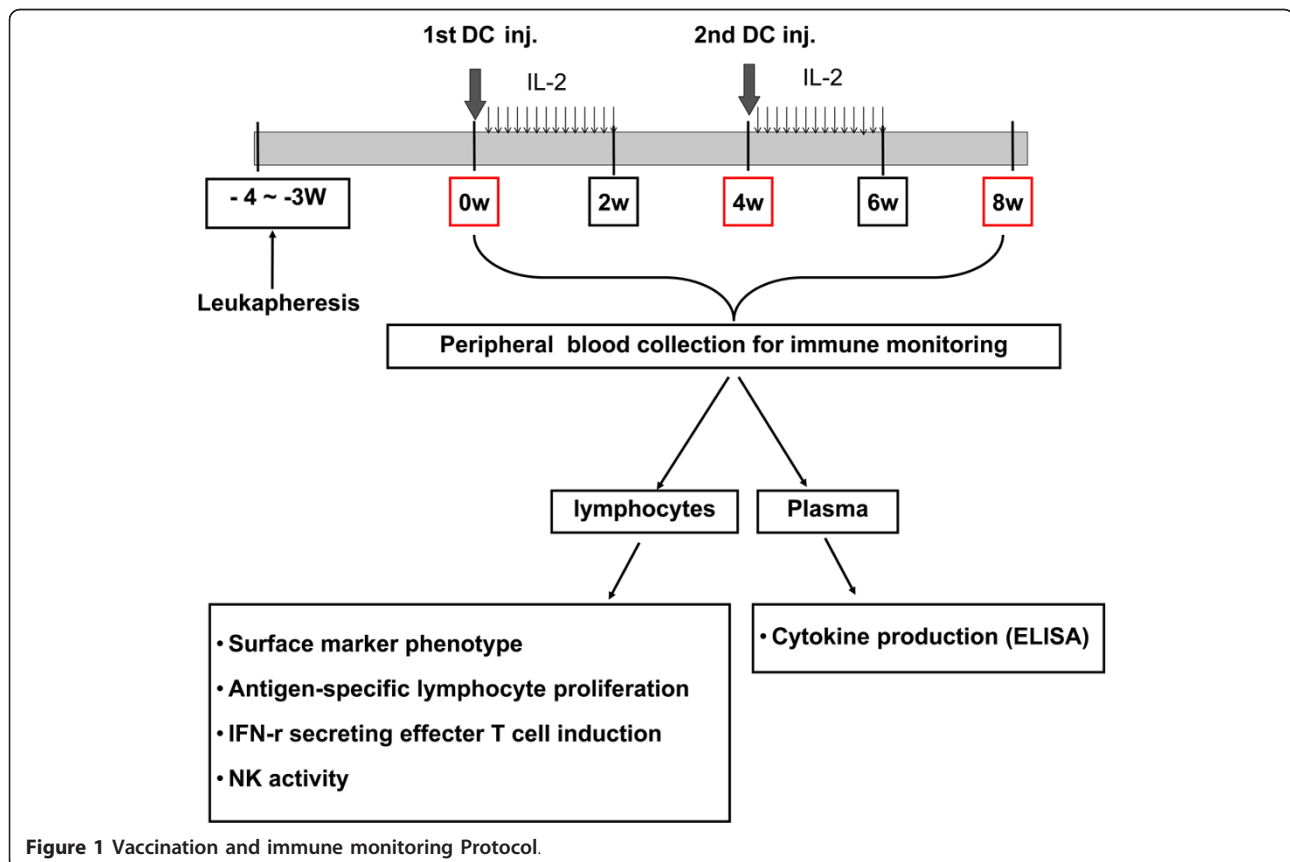 1st DC inj.
2nd DC inj.
IL-2
IL-2
- 4 ~ -3W
0w
2w
4w
6w
8w
Leukapheresis
Peripheral blood collection for immune monitoring
lymphocytes
Plasma
• Surface marker phenotype
• Antigen-specific lymphocyte proliferation
• IFN-r secreting effecter T cell induction
• NK activity
• Cytokine production (ELISA)
Figure 1 Vaccination and immune monitoring Protocol.